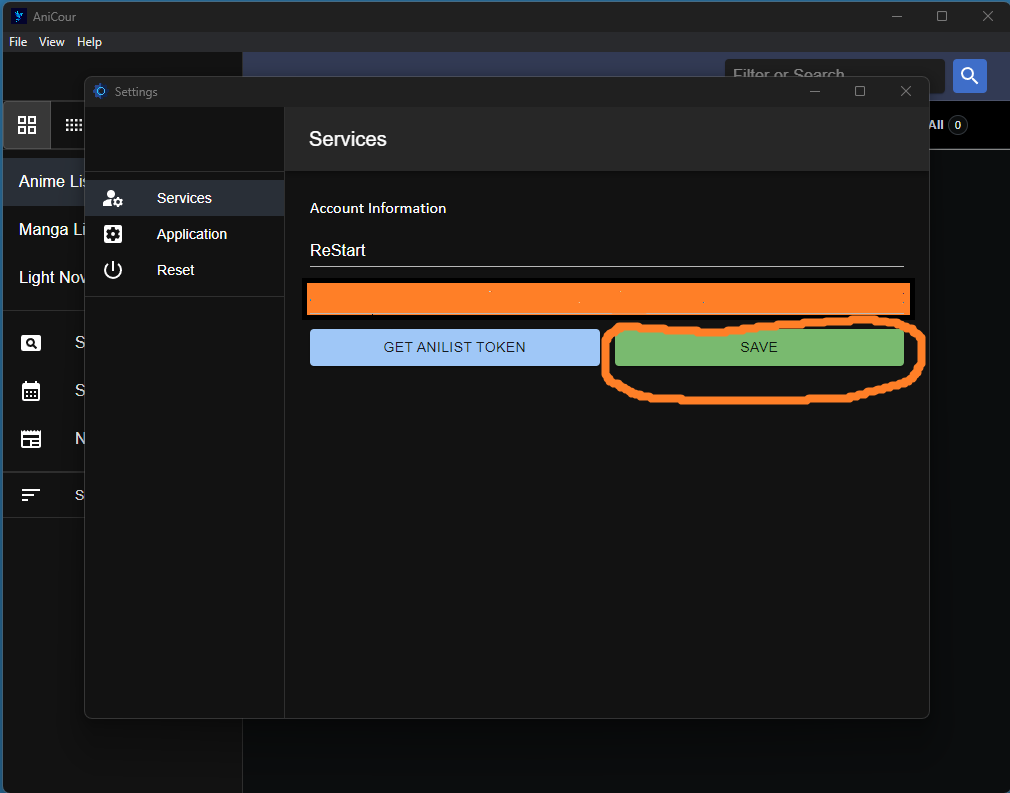 AniCour
File View Help
Filter or Search
Settings
All 0
Services
Anime Lis
Services
Account Information
Manga Li
Application
ReStart
Light Nov
Reset
S
GET ANILIST TOKEN SAVE
S
N
S